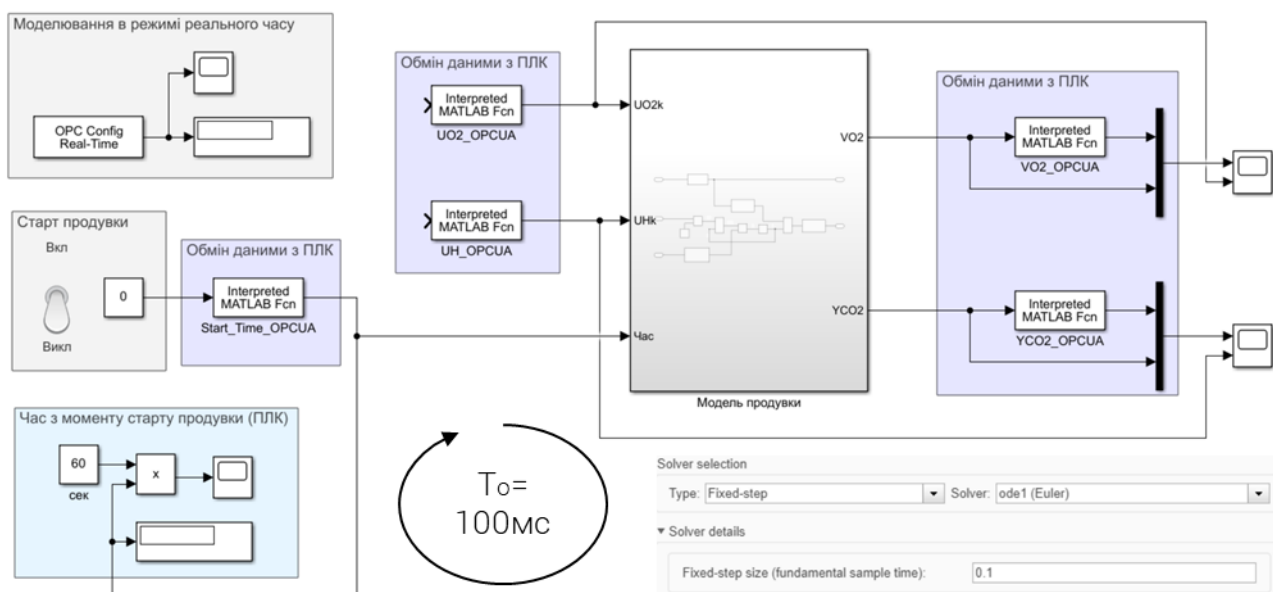 Моделювання в режимі реального часу
OPC Config
Real-Time
Обмін даними з ПЛК
Interpreted
MATLAB Fcn
UO2_OPCUA
Interpreted
MATLAB Fcn
UH_OPCUA
UO2k
UHk
Час
VO2
YCO2
Модель продувки
Обмін даними з ПЛК
Interpreted
MATLAB Fcn
VO2_OPCUA
Interpreted
MATLAB Fcn
YCO2_OPCUA
Старт продувки
Вкл
Викл
0
Обмін даними з ПЛК
Interpreted
MATLAB Fcn
Start_Time_OPCUA
Час з моменту старту продувки (ПЛК)
60
сек
x
To=
100мс
Solver selection
Type: Fixed-step Solver: ode1 (Euler)
Solver details
Fixed-step size (fundamental sample time): 0.1